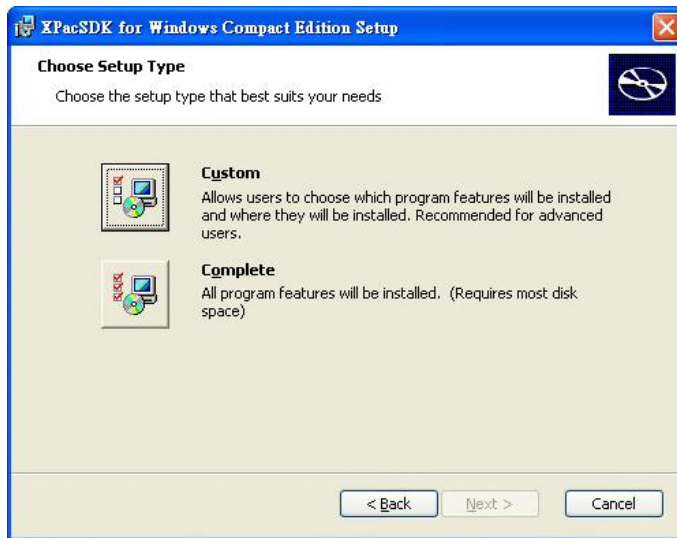 XPacSDK for Windows Compact Edition Setup
Choose Setup Type
Choose the setup type that best suits your needs
Custom
Allows users to choose which program features will be installed
and where they will be installed. Recommended for advanced
users.
Complete
All program features will be installed. (Requires most disk
space)
< Back Next > Cancel